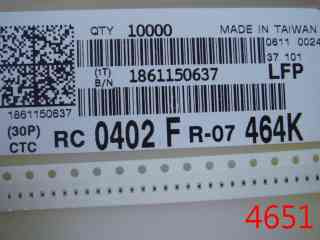 QTY 10000 MADE IN TAIWAN
0611 0024
37 101
(1T) B/N 1861150637 LFP
1861150637
(30P) CTC RC 0402 F R-07 464K
4651